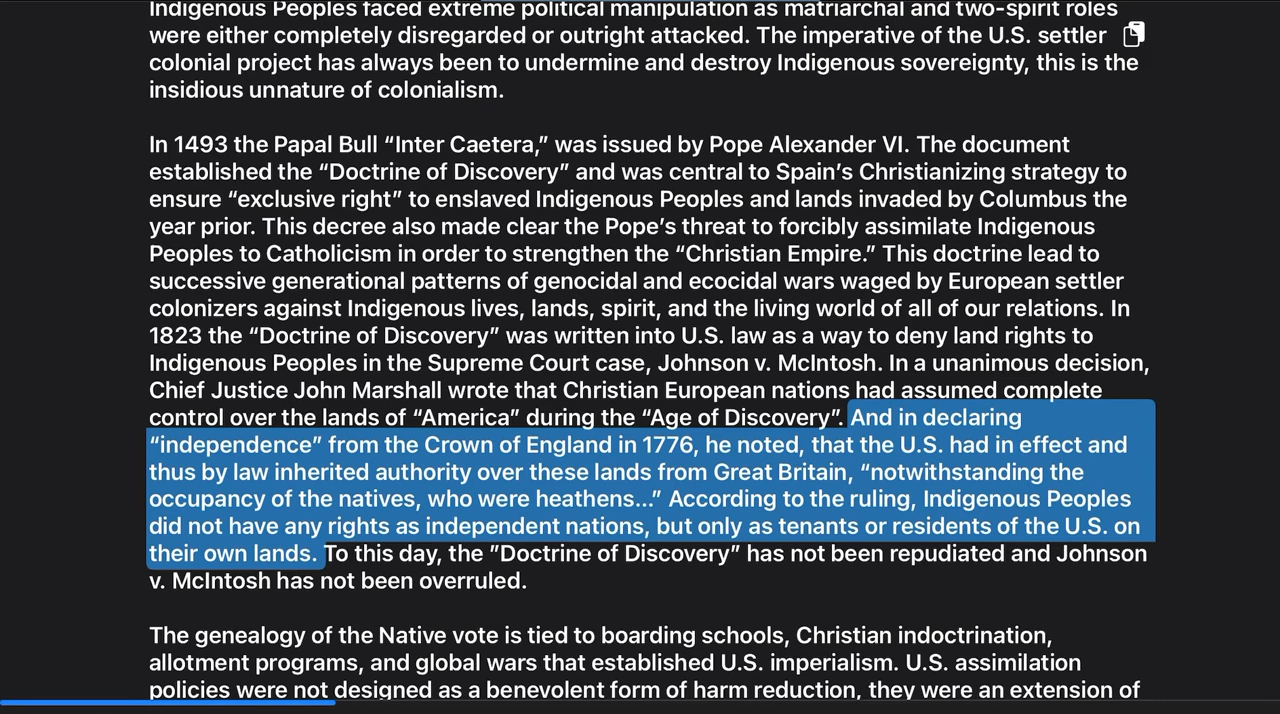 Indigenous Peoples faced extreme political manipulation as matriarchal and two-spirit roles
were either completely disregarded or outright attacked. The imperative of the U.S. settler
colonial project has always been to undermine and destroy Indigenous sovereignty, this is the
insidious unnature of colonialism.
In 1493 the Papal Bull “Inter Caetera,” was issued by Pope Alexander VI. The document
established the “Doctrine of Discovery” and was central to Spain’s Christianizing strategy to
ensure “exclusive right” to enslaved Indigenous Peoples and lands invaded by Columbus the
year prior. This decree also made clear the Pope’s threat to forcibly assimilate Indigenous
Peoples to Catholicism in order to strengthen the “Christian Empire.” This doctrine lead to
successive generational patterns of genocidal and ecocidal wars waged by European settler
colonizers against Indigenous lives, lands, spirit, and the living world of all of our relations. In
1823 the “Doctrine of Discovery” was written into U.S. law as a way to deny land rights to
Indigenous Peoples in the Supreme Court case, Johnson v. McIntosh. In a unanimous decision,
Chief Justice John Marshall wrote that Christian European nations had assumed complete
control over the lands of “America” during the “Age of Discovery”. And in declaring
“independence” from the Crown of England in 1776, he noted, that the U.S. had in effect and
thus by law inherited authority over these lands from Great Britain, “notwithstanding the
occupancy of the natives, who were heathens…” According to the ruling, Indigenous Peoples
did not have any rights as independent nations, but only as tenants or residents of the U.S. on
their own lands. To this day, the ”Doctrine of Discovery” has not been repudiated and Johnson
v. McIntosh has not been overruled.
The genealogy of the Native vote is tied to boarding schools, Christian indoctrination,
allotment programs, and global wars that established U.S. imperialism. U.S. assimilation
policies were not designed as a benevolent form of harm reduction, they were an extension of